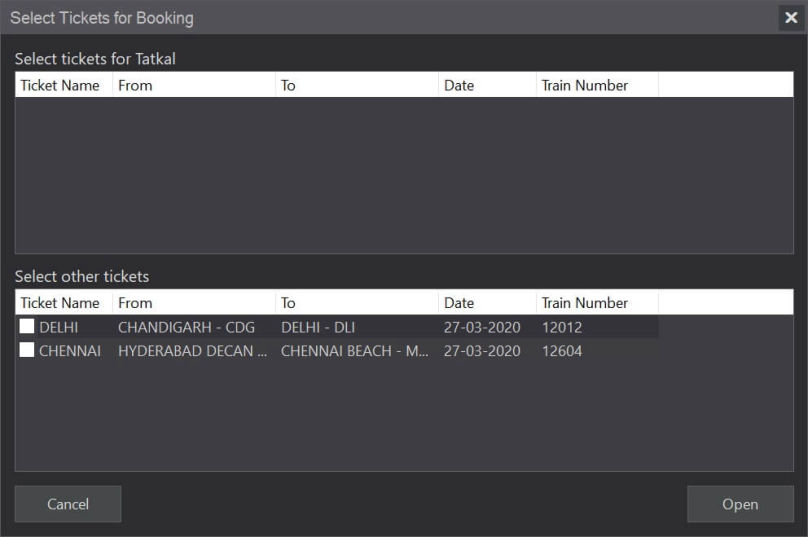 Select Tickets for Booking
Select tickets for Tatkal
Ticket Name From To Date Train Number
Select other tickets
Ticket Name From To Date Train Number
DELHI CHANDIGARH - CDG DELHI - DLI 27-03-2020 12012
CHENNAI HYDERABAD DECAN ... CHENNAI BEACH - M... 27-03-2020 12604
Cancel Open